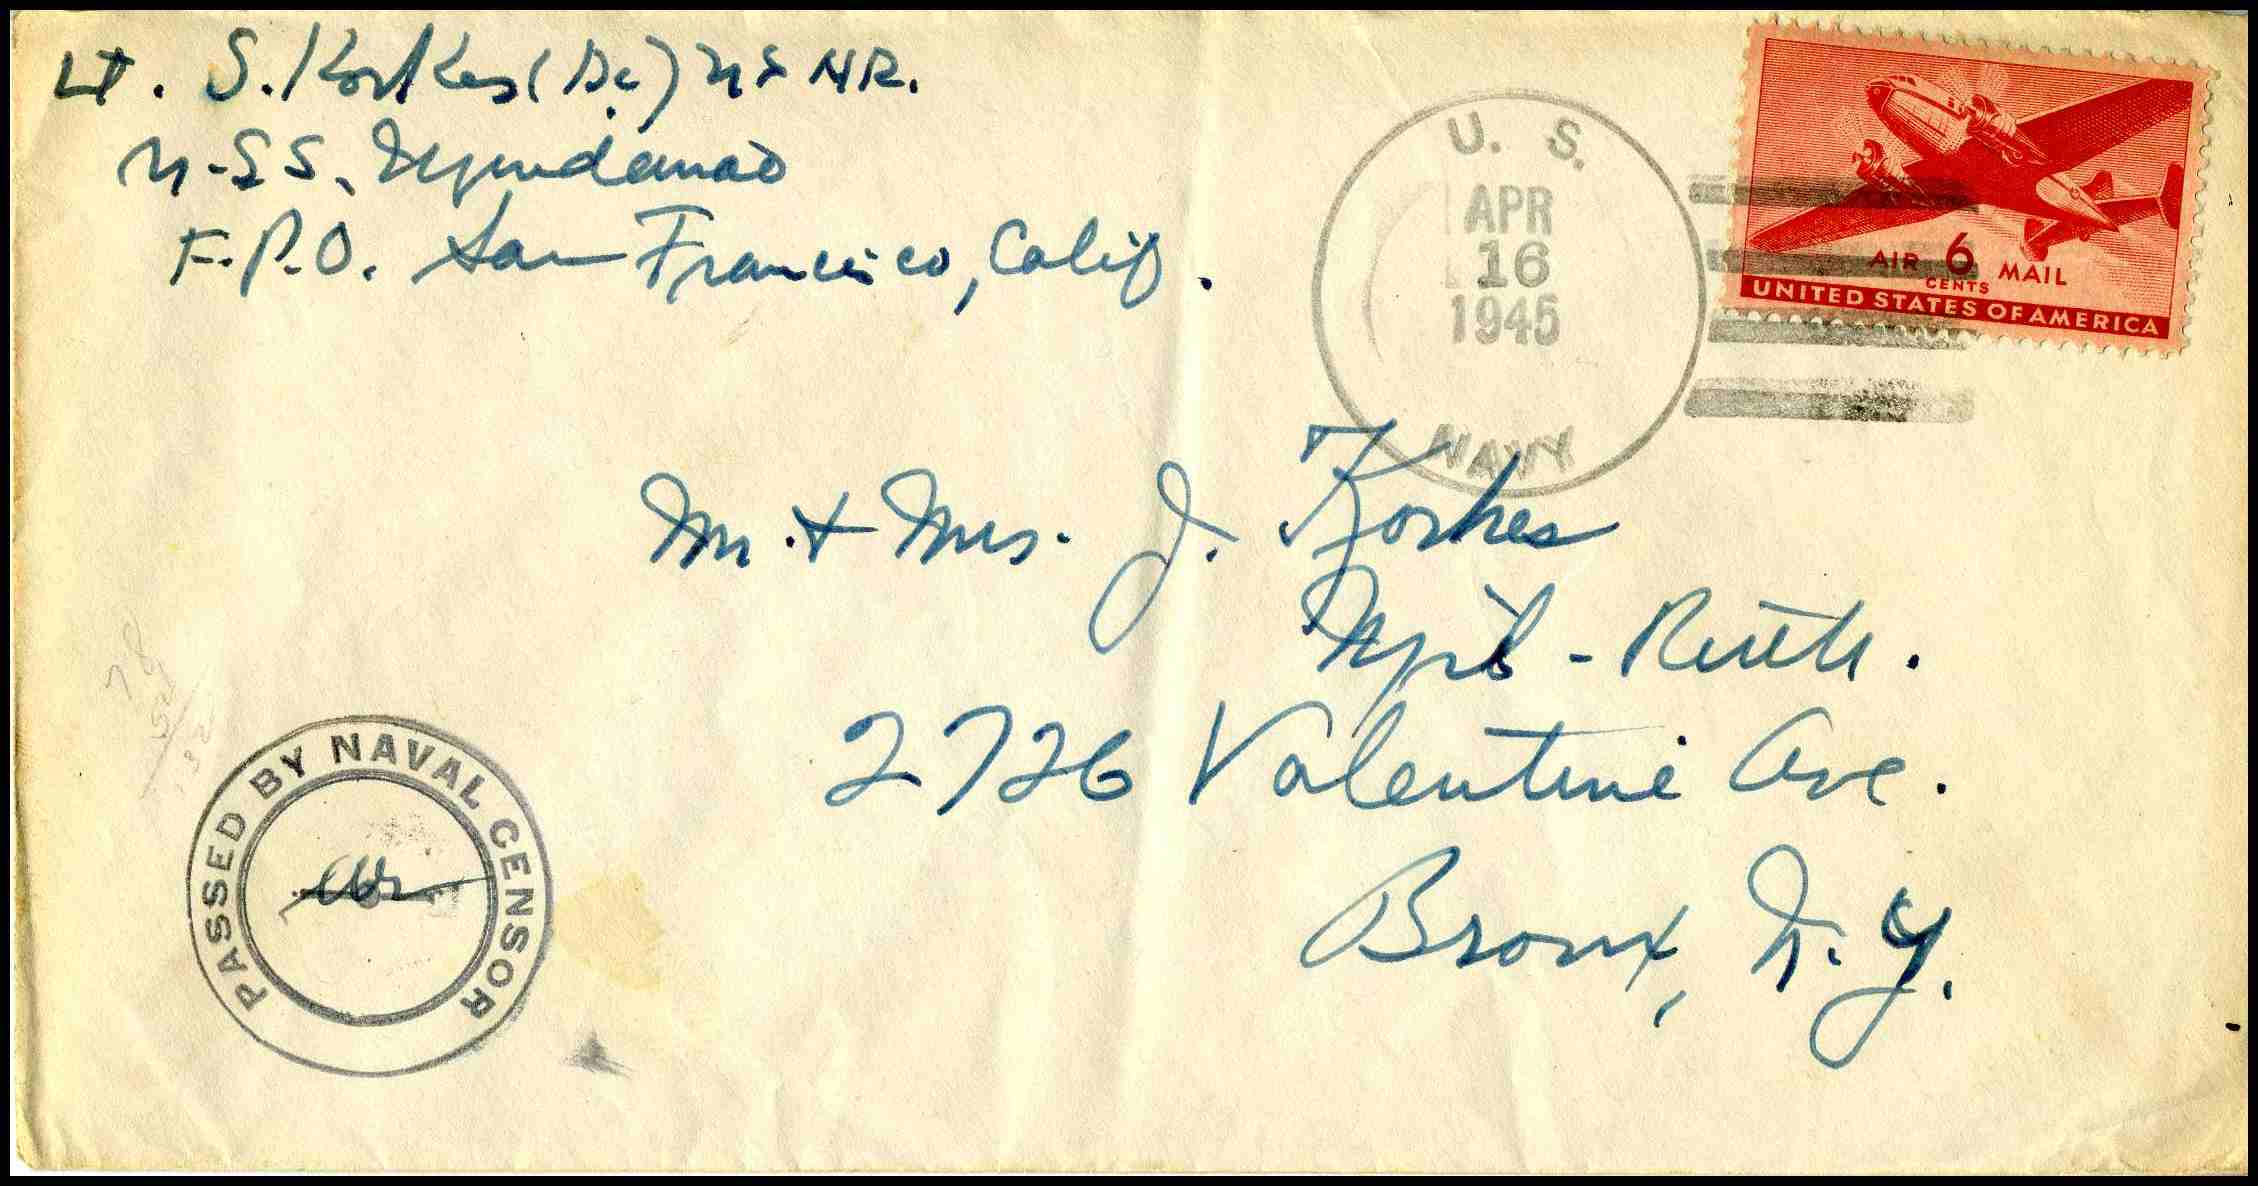 Lt. S. Korkes (Dc) USNR.
U.S.S. Mindanao
F.P.O. San Francisco, Calif.
U. S.
APR
16
1945
NAVY
AIR 6 MAIL
CENTS
UNITED STATES OF AMERICA
Mr. + Mrs. J. Korkes
- Ruth.
2726 Valentine Ave.
Bronx, N.Y.
PASSED BY NAVAL CENSOR